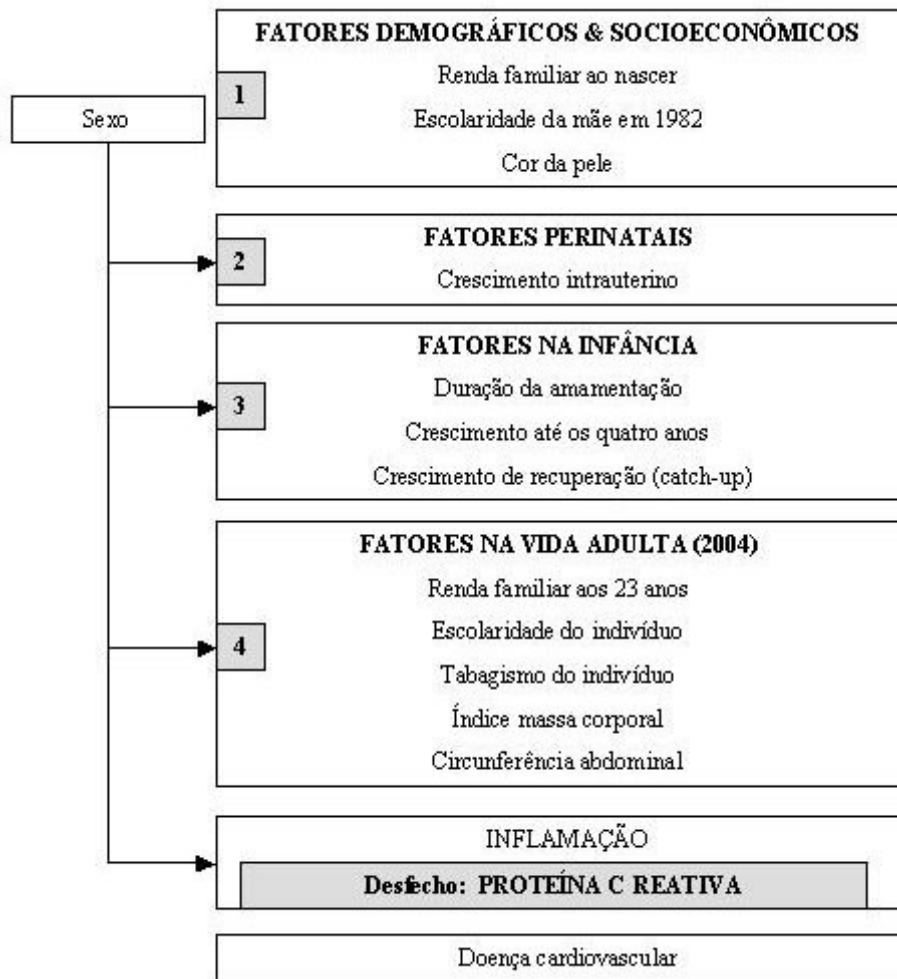 FATORES DEMOGRÁFICOS & SOCIOECONÔMICOS
Renda familiar ao nascer
1
Sexo
Escolaridade da mãe em 1982
Cor da pele
FATORES PERINATAIS
2
Crescimento intrauterino
FATORES NA INFÂNCIA
Duração da amamentação
3
Crescimento até os quatro anos
Crescimento de recuperação (catch-up)
FATORES NA VIDA ADULTA (2004)
Renda familiar aos 23 anos
Escolaridade do indivíduo
4
Tabagismo do indivíduo
Índice massa corporal
Circunferência abdominal
INFLAMAÇÃO
Desfecho: PROTEÍNA C REATIVA
Doença cardiovascular